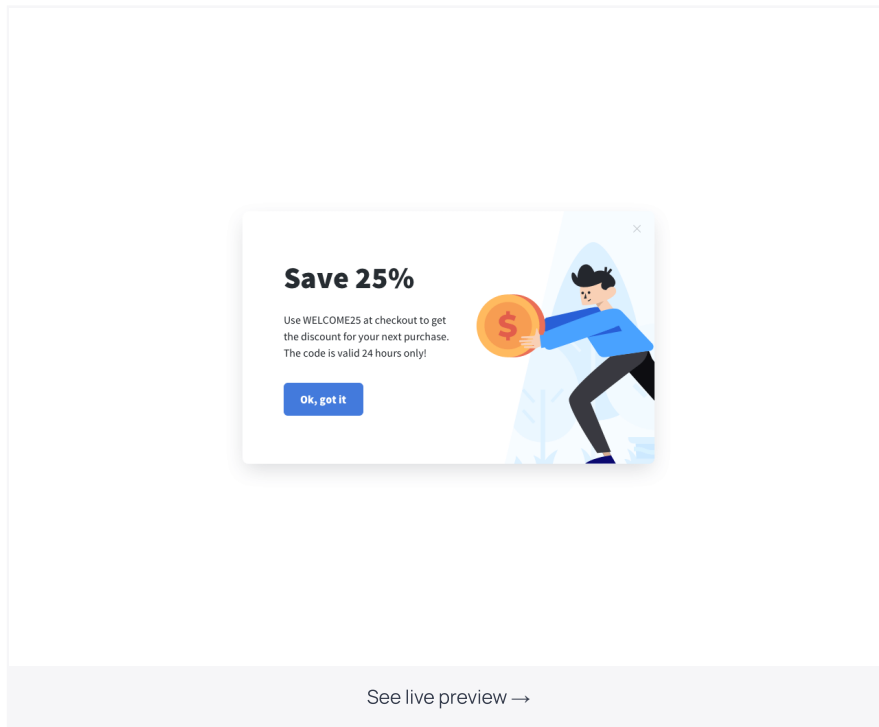 Save 25%
Use WELCOME25 at checkout to get
the discount for your next purchase.
The code is valid 24 hours only!
$
Ok, got it
See live preview →